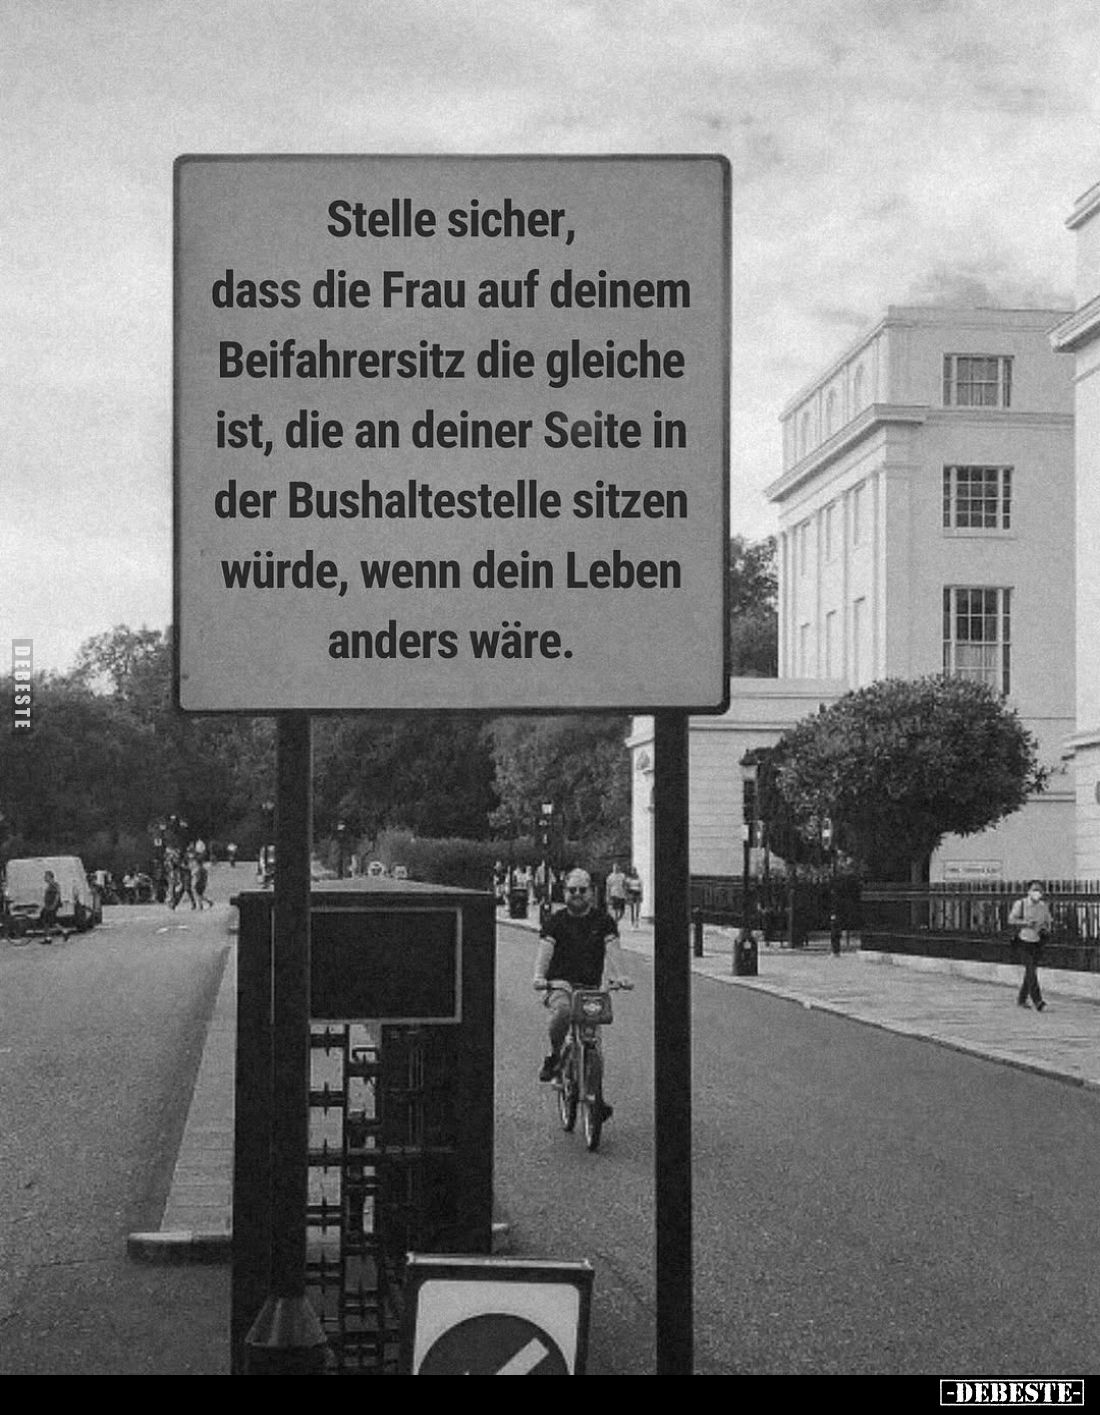 Stelle sicher,
dass die Frau auf deinem
Beifahrersitz die gleiche
ist, die an deiner Seite in
der Bushaltestelle sitzen
würde, wenn dein Leben
anders wäre.
DEBESTE
-DEBESTE-